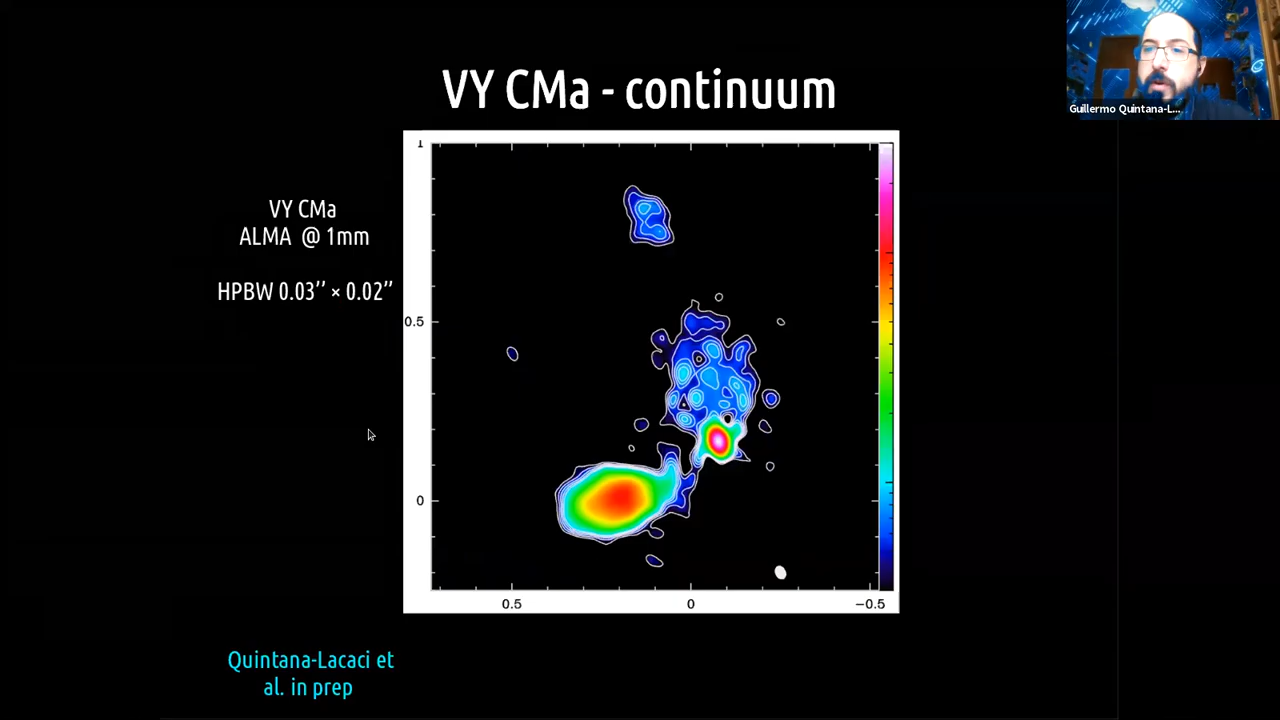 VY CMa - continuum
Guillermo Quintana-L...
VY CMa
ALMA @ 1mm
HPBW 0.03’’ × 0.02’’
1
0.5
0
0.5
0
−0.5
Quintana-Lacaci et
al. in prep